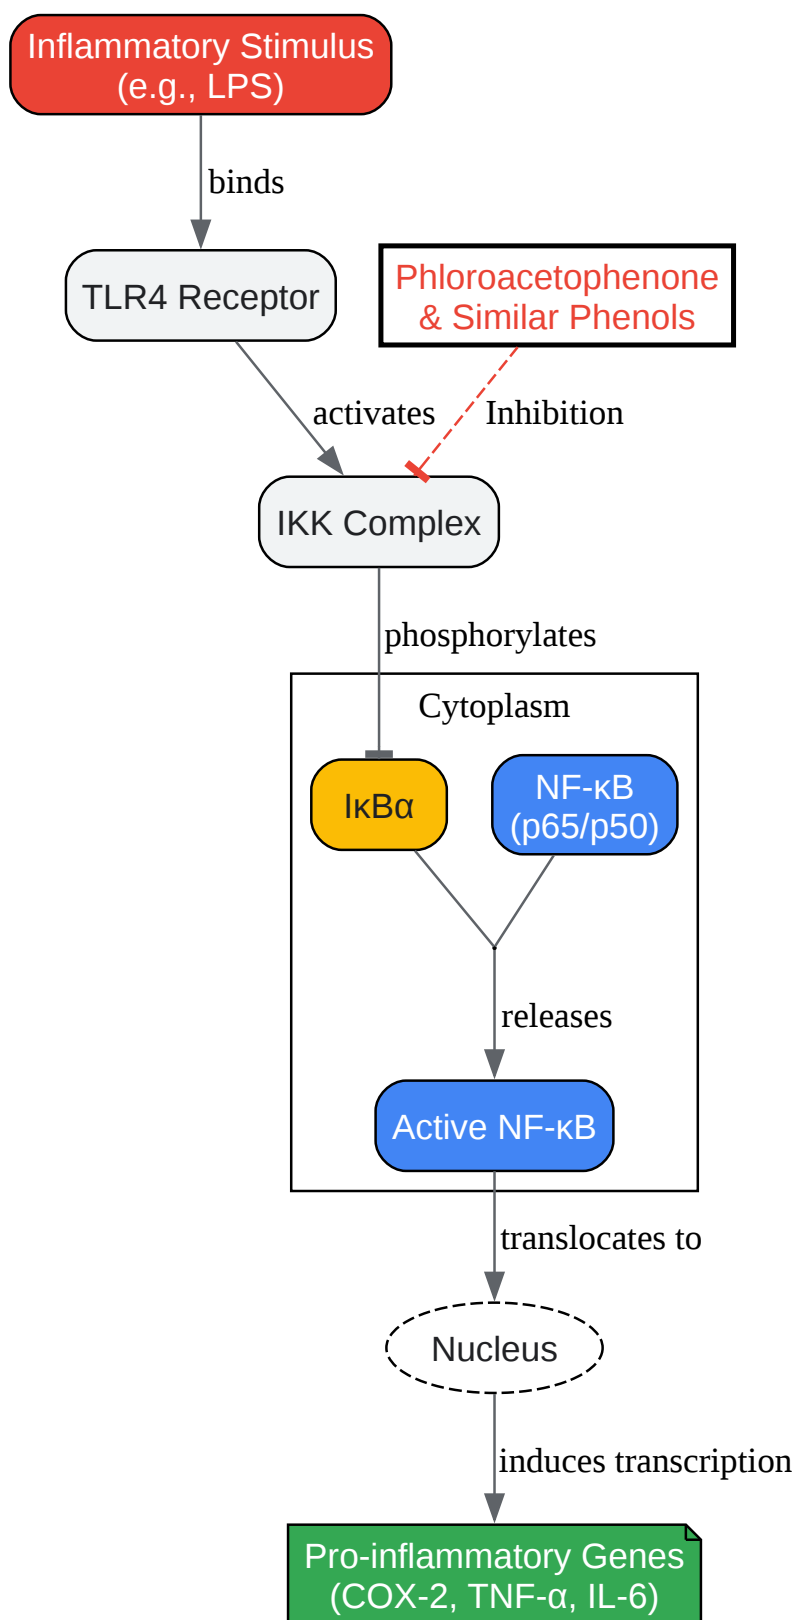 Inflammatory Stimulus
(e.g., LPS)
binds
TLR4 Receptor
Phloroacetophenone
& Similar Phenols
activates
Inhibition
IKK Complex
phosphorylates
Cytoplasm
IκBα
NF-κB
(p65/p50)
releases
Active NF-κB
translocates to
Nucleus
induces transcription
Pro-inflammatory Genes
(COX-2, TNF-α, IL-6)